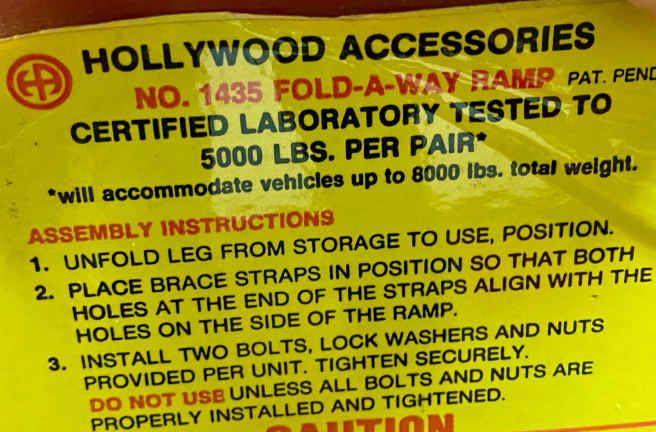 HA HOLLYWOOD ACCESSORIES
NO. 1435 FOLD-A-WAY RAMP PAT. PEND
CERTIFIED LABORATORY TESTED TO
5000 LBS. PER PAIR*
*will accommodate vehicles up to 8000 lbs. total weight.
ASSEMBLY INSTRUCTIONS
1. UNFOLD LEG FROM STORAGE TO USE, POSITION.
2. PLACE BRACE STRAPS IN POSITION SO THAT BOTH
HOLES AT THE END OF THE STRAPS ALIGN WITH THE
HOLES ON THE SIDE OF THE RAMP.
3. INSTALL TWO BOLTS, LOCK WASHERS AND NUTS
PROVIDED PER UNIT. TIGHTEN SECURELY.
DO NOT USE UNLESS ALL BOLTS AND NUTS ARE
PROPERLY INSTALLED AND TIGHTENED.
CAUTION